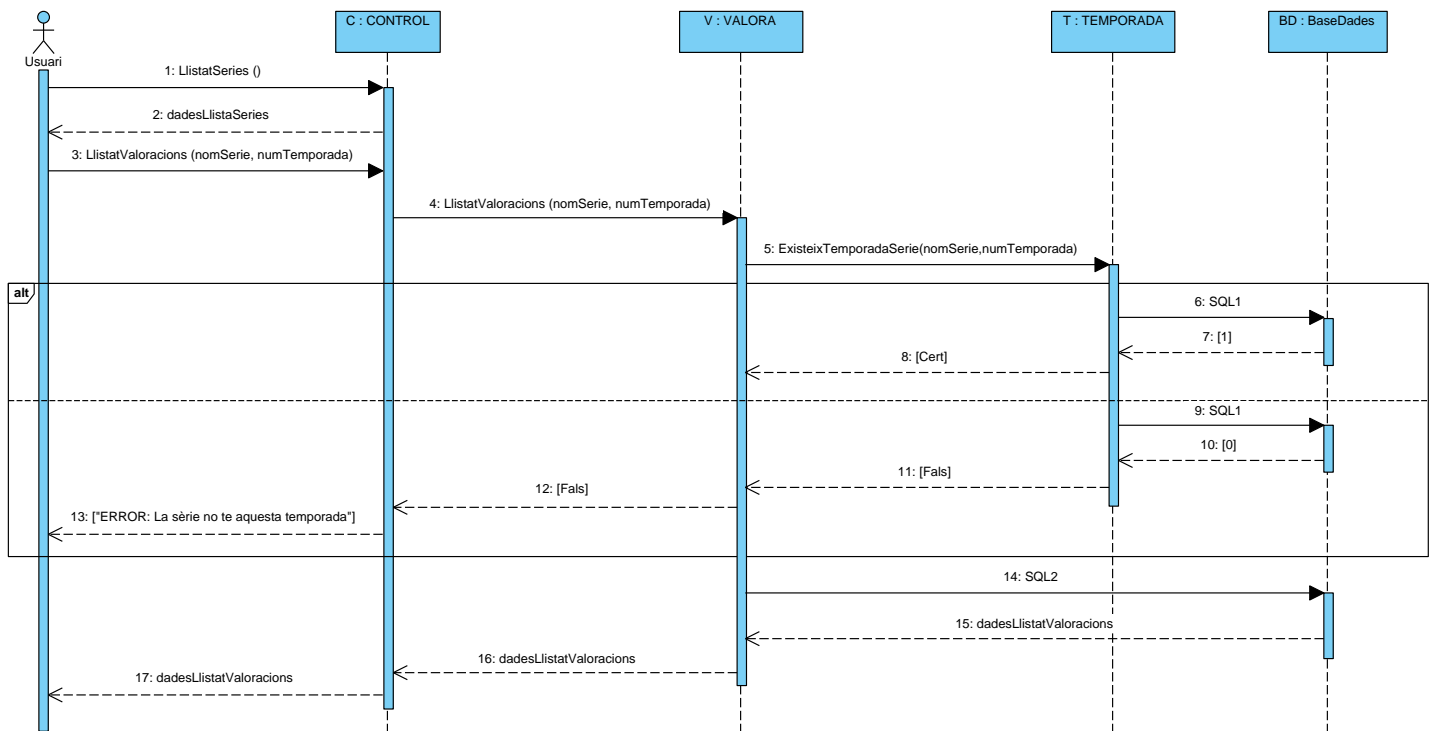 C : CONTROL
V : VALORA
T : TEMPORADA
BD : BaseDades
Usuari
1: LlistatSeries ()
2: dadesLlistaSeries
3: LlistatValoracions (nomSerie, numTemporada)
4: LlistatValoracions (nomSerie, numTemporada)
5: ExisteixTemporadaSerie(nomSerie,numTemporada)
alt
6: SQL1
7: [1]
8: [Cert]
9: SQL1
10: [0]
11: [Fals]
12: [Fals]
13: ["ERROR: La sèrie no te aquesta temporada"]
14: SQL2
15: dadesLlistatValoracions
16: dadesLlistatValoracions
17: dadesLlistatValoracions